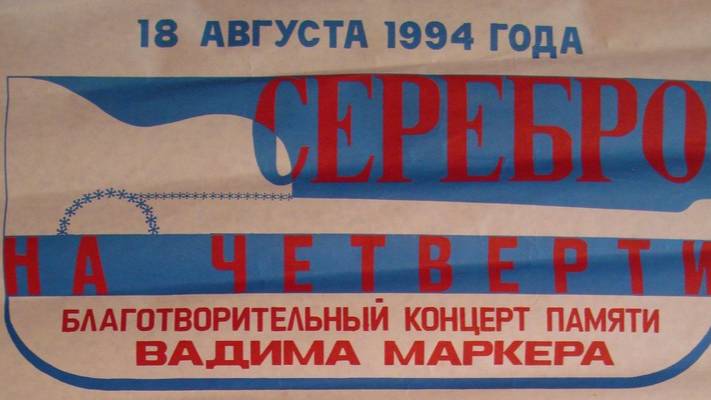 18 АВГУСТА 1994 ГОДА
СЕРЕБРО
НА ЧЕТВЕРТИ
БЛАГОТВОРИТЕЛЬНЫЙ КОНЦЕРТ ПАМЯТИ
ВАДИМА МАРКЕРА